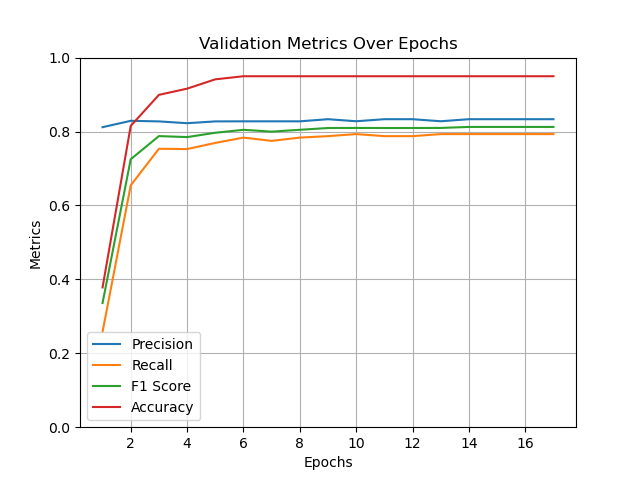 Validation Metrics Over Epochs
1.0
0.8
0.6
0.4
0.2
0.0
Metrics
Precision
Recall
F1 Score
Accuracy
2 4 6 8 10 12 14 16
Epochs